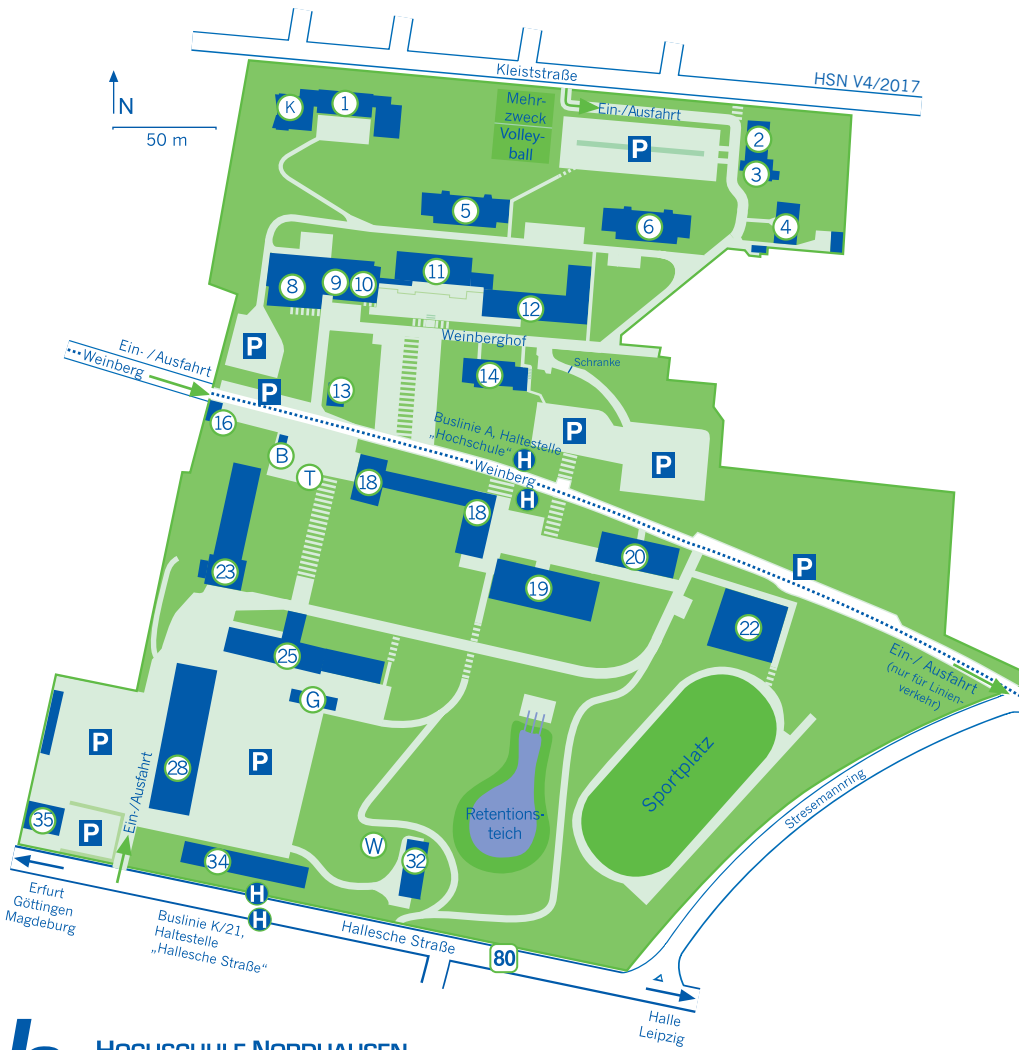 Kleiststraße
HSN V4/2017
N
50 m
K
1
Mehr-
zweck
Volley-
ball
Ein-/Ausfahrt
P
2
3
4
5
6
8
9
10
11
12
Weinberghof
Schranke
P
Ein- / Ausfahrt
Weinberg
P
13
14
16
Buslinie A, Haltestelle
„Hochschule“
H
Weinberg
H
P
P
B
T
18
18
19
20
P
22
23
25
G
Ein-/ Ausfahrt
(nur für Linien-
verkehr)
P
28
P
Ein-/Ausfahrt
35
P
34
W
32
Retentions-
teich
Sportplatz
Stresemannring
Erfurt
Göttingen
Magdeburg
H
H
Buslinie K/21,
Haltestelle
„Hallesche Straße“
Hallesche Straße
80
Halle
Leipzig